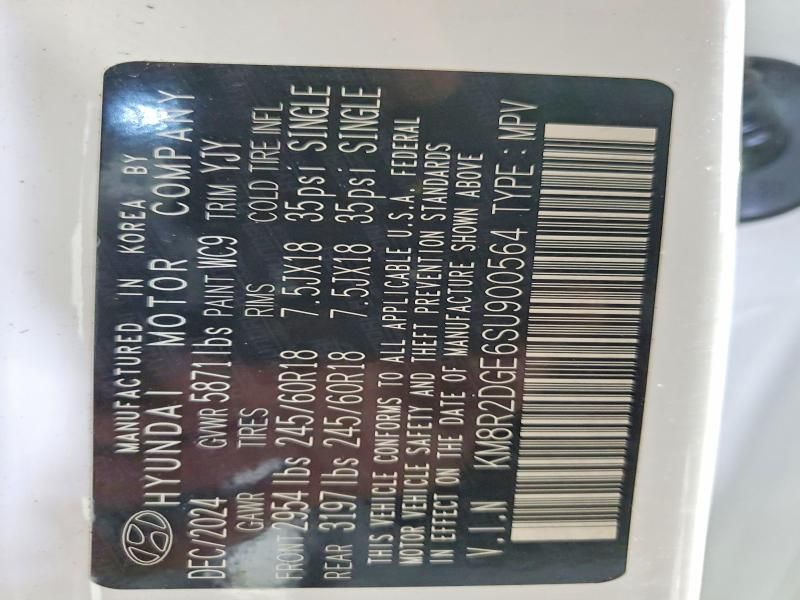 MANUFACTURED IN KOREA BY
HYUNDAI MOTOR COMPANY
DEC/2024 GVWR 5871lbs PAINT WC9 TRIM YJY
GAWR TIRES RIMS COLD TIRE INFL
FRONT 2954lbs 245/60R18 7.5JX18 35psi SINGLE
REAR 3197lbs 245/60R18 7.5JX18 35psi SINGLE
THIS VEHICLE CONFORMS TO ALL APPLICABLE U.S.A. FEDERAL
MOTOR VEHICLE SAFETY AND THEFT PREVENTION STANDARDS
IN EFFECT ON THE DATE OF MANUFACTURE SHOWN ABOVE
V.I.N KM8R2DGE6SU900564 TYPE : MPV